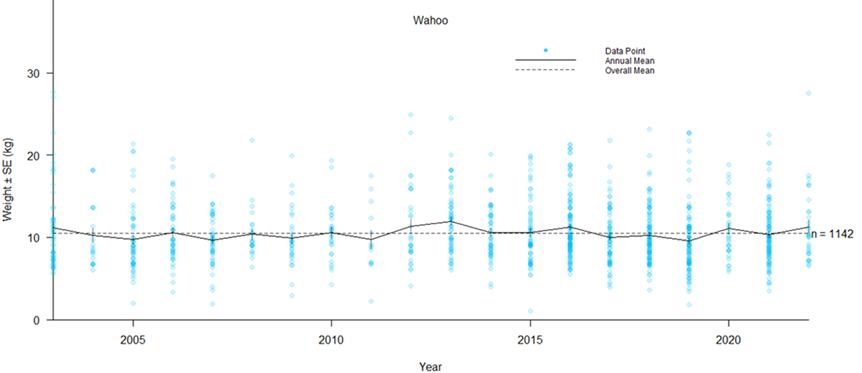 Wahoo
Data Point
Annual Mean
Overall Mean
30
20
10
0
Weight ± SE (kg)
n = 1142
2005 2010 2015 2020
Year